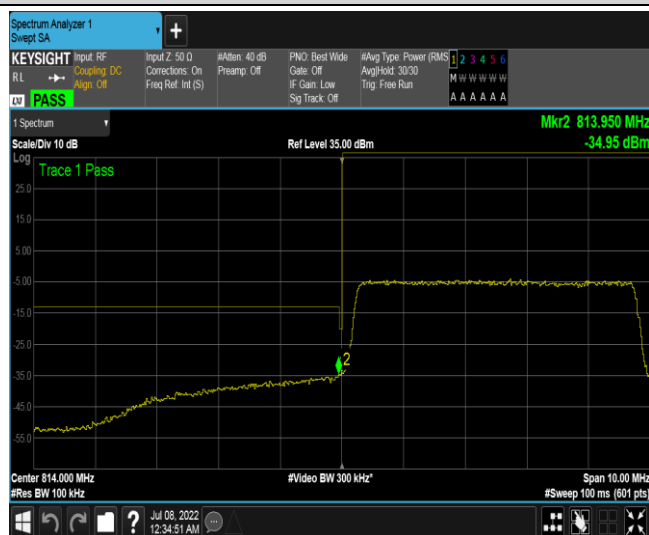 Spectrum Analyzer 1
Swept SA
+
KEYSIGHT Input: RF Input Z: 50 Ω #Atten: 40 dB PNO: Best Wide #Avg Type: Power (RMS 1 2 3 4 5 6
RL Coupling: DC Corrections: On Preamp: Off Gate: Off Avg|Hold: 30/30 M W W W W W
Align: Off Freq Ref: Int (S) IF Gain: Low Trig: Free Run
LXI PASS Sig Track: Off A A A A A A
1 Spectrum Mkr2 813.950 MHz
Scale/Div 10 dB Ref Level 35.00 dBm -34.95 dBm
Log
Trace 1 Pass
25.0
15.0
5.00
-5.00
-15.0
-25.0
2
-35.0
-45.0
-55.0
Center 814.000 MHz #Video BW 300 kHz* Span 10.00 MHz
#Res BW 100 kHz #Sweep 100 ms (601 pts)
? Jul 08, 2022
12:34:51 AM